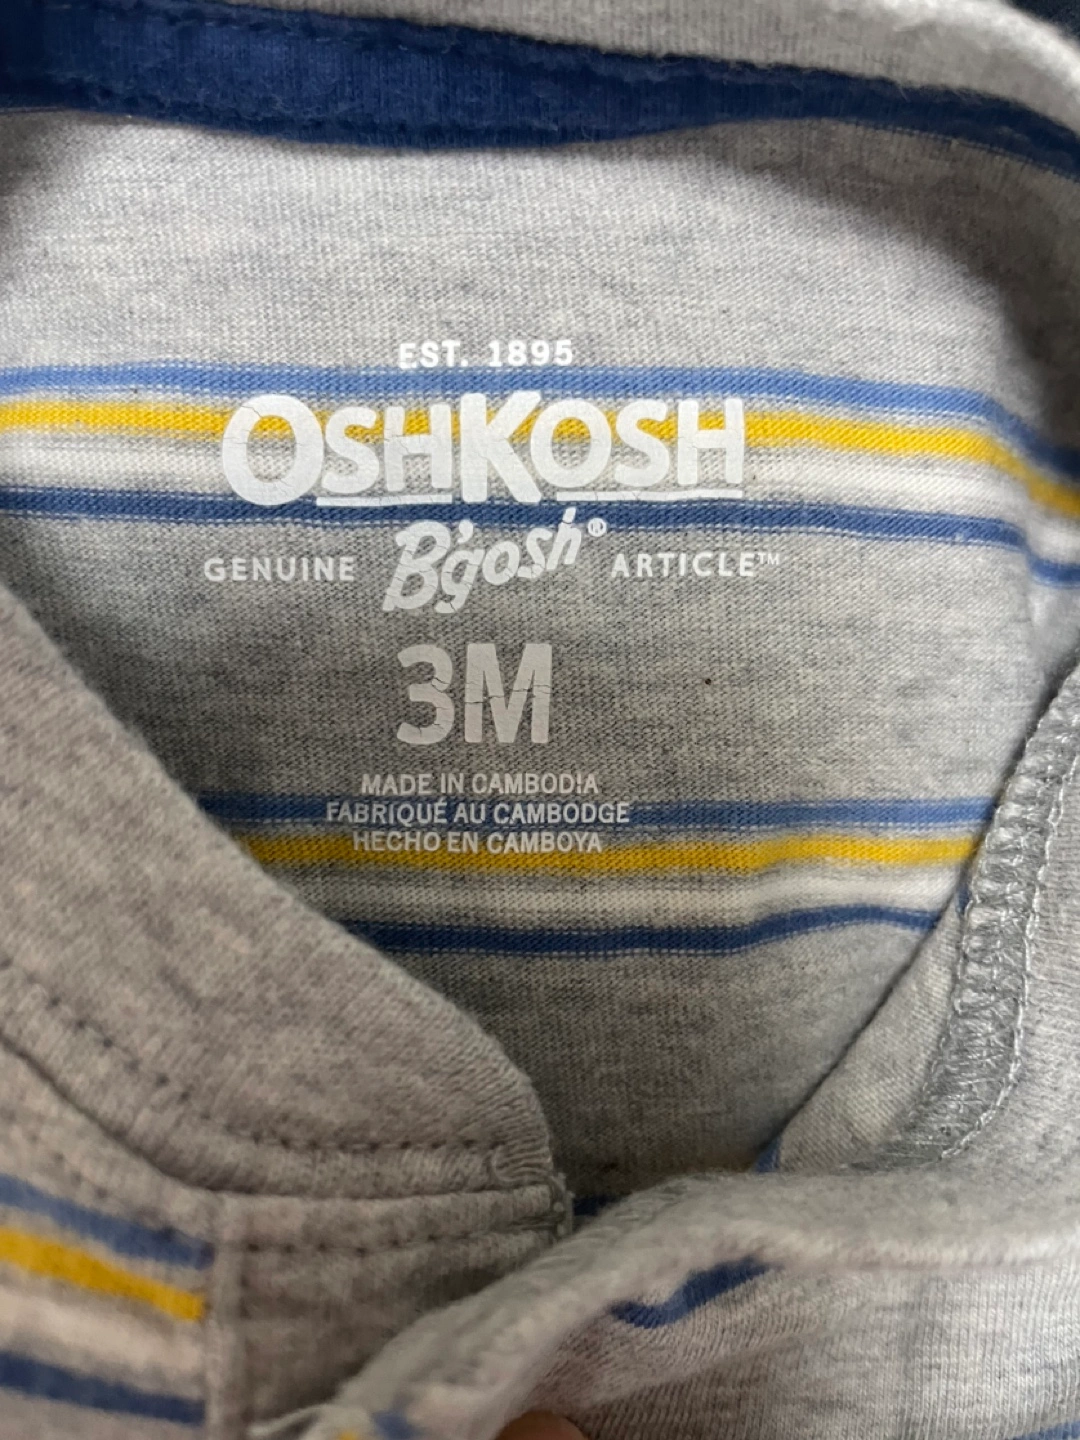 EST. 1895
OSHKOSH
GENUINE B'gosh® ARTICLE™
3M
MADE IN CAMBODIA
FABRIQUÉ AU CAMBODGE
HECHO EN CAMBOYA